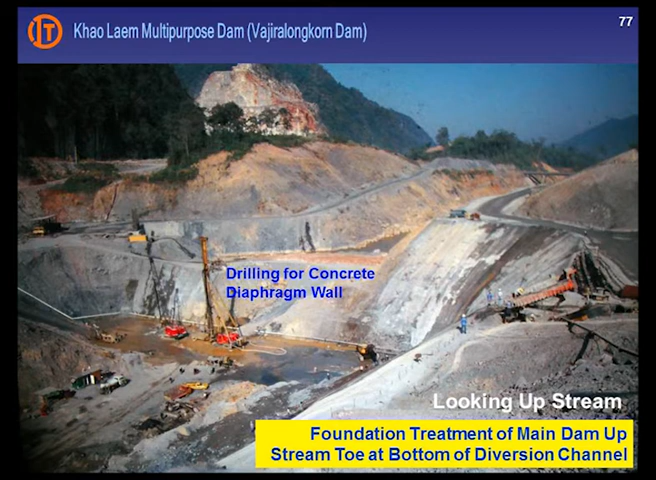 Khao Laem Multipurpose Dam (Vajiralongkorn Dam)
77
Drilling for Concrete
Diaphragm Wall
Looking Up Stream
Foundation Treatment of Main Dam Up
Stream Toe at Bottom of Diversion Channel